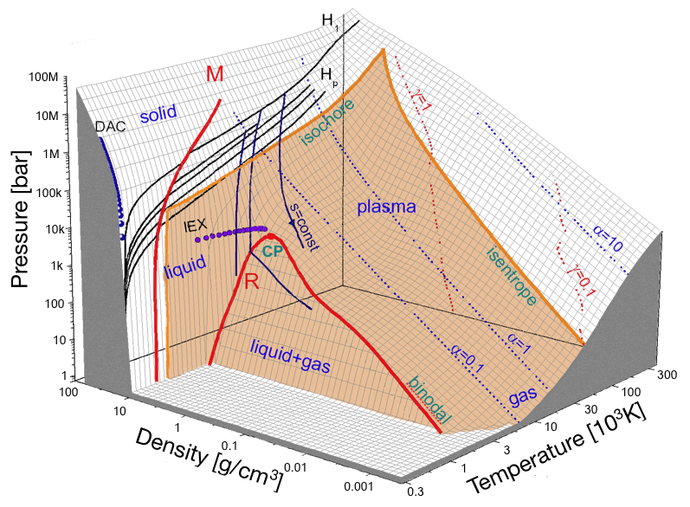 H1
M
Hp
100M
solid
10M
DAC
isochore
γ=1
1M
Pressure [bar]
100k
plasma
s=const
IEX
10k
α=10
liquid
CP
isentrope
1k
R
γ=0.1
100
liquid+gas
α=0.1
α=1
10
binodal
gas
1
100
10
1
0.1
0.01
0.001
Density [g/cm3]
0.3
1
3
10
30
100
300
Temperature [103K]